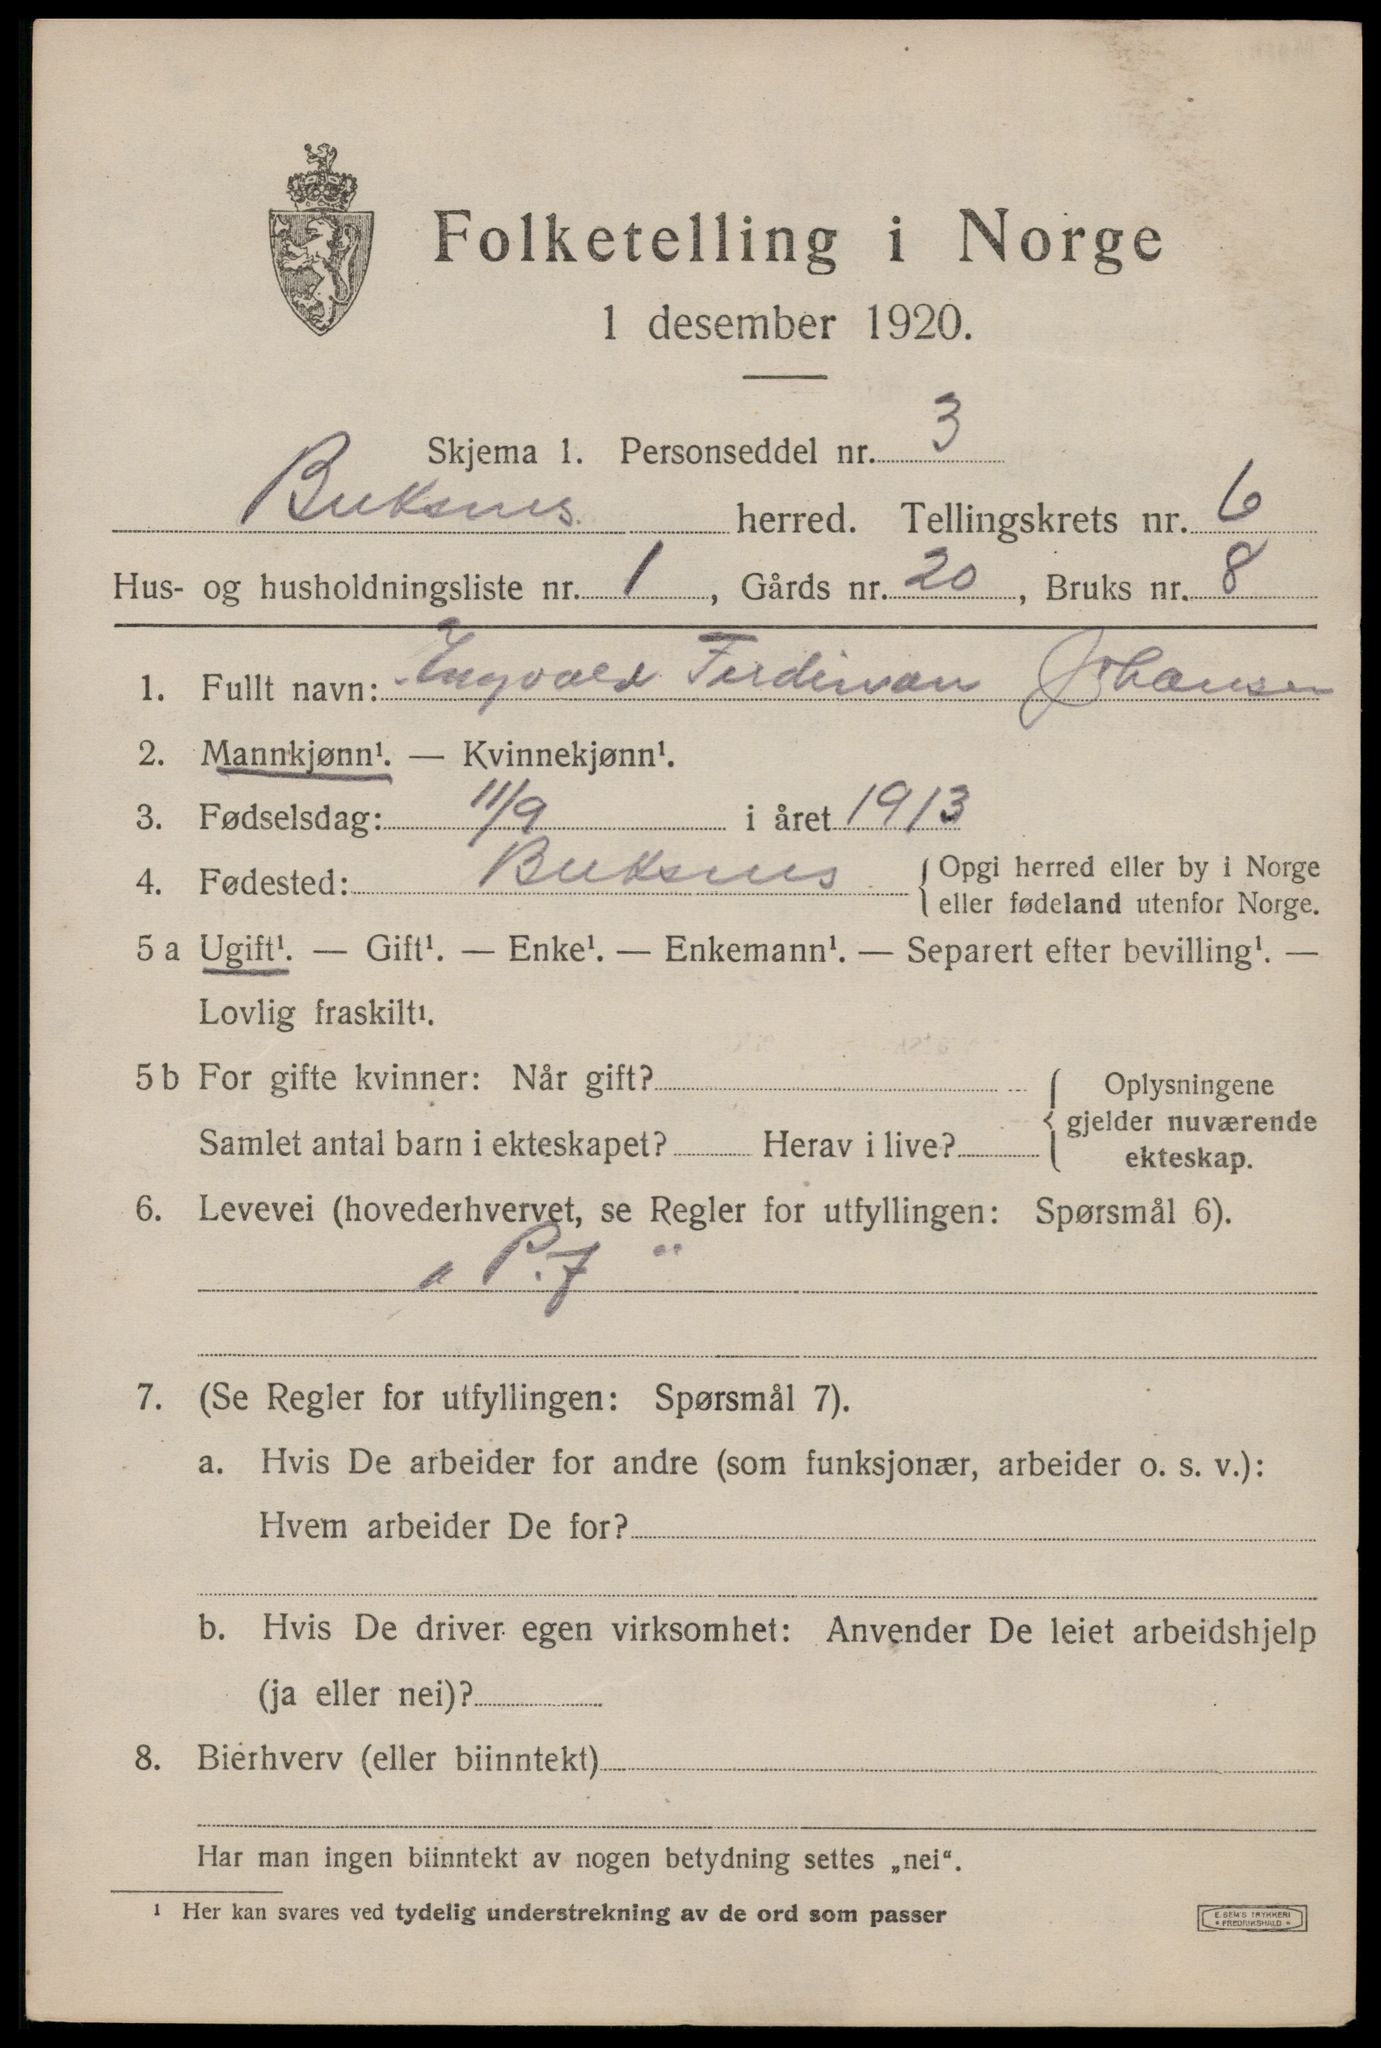 Folketelling i Norge
1 desember 1920.
Skjema 1. Personseddel nr. 3
Buksnes herred. Tellingskrets nr. 6
Hus- og husholdningsliste nr. 1, Gårds nr. 20, Bruks nr. 8
1. Fullt navn: Ingvald Ferdinan Johansen
2. Mannkjønn¹. — Kvinnekjønn¹.
3. Fødselsdag: 11/9 i året 1913
4. Fødested: Buksnes { Opgi herred eller by i Norge
eller fødeland utenfor Norge.
5 a Ugift¹. — Gift¹. — Enke¹. — Enkemann¹. — Separert efter bevilling¹. —
Lovlig fraskilt¹.
5 b For gifte kvinner: Når gift? { Oplysningene
gjelder nuværende
Samlet antal barn i ekteskapet? Herav i live? ekteskap.
6. Levevei (hovederhvervet, se Regler for utfyllingen: Spørsmål 6).
„ P. f “
7. (Se Regler for utfyllingen: Spørsmål 7).
a. Hvis De arbeider for andre (som funksjonær, arbeider o. s. v.):
Hvem arbeider De for?
b. Hvis De driver egen virksomhet: Anvender De leiet arbeidshjelp
(ja eller nei)?
8. Bierhverv (eller biinntekt)
Har man ingen biinntekt av nogen betydning settes „nei“.
¹ Her kan svares ved tydelig understrekning av de ord som passer
E. SEM'S TRYKKERI
* FREDRIKSHALD *